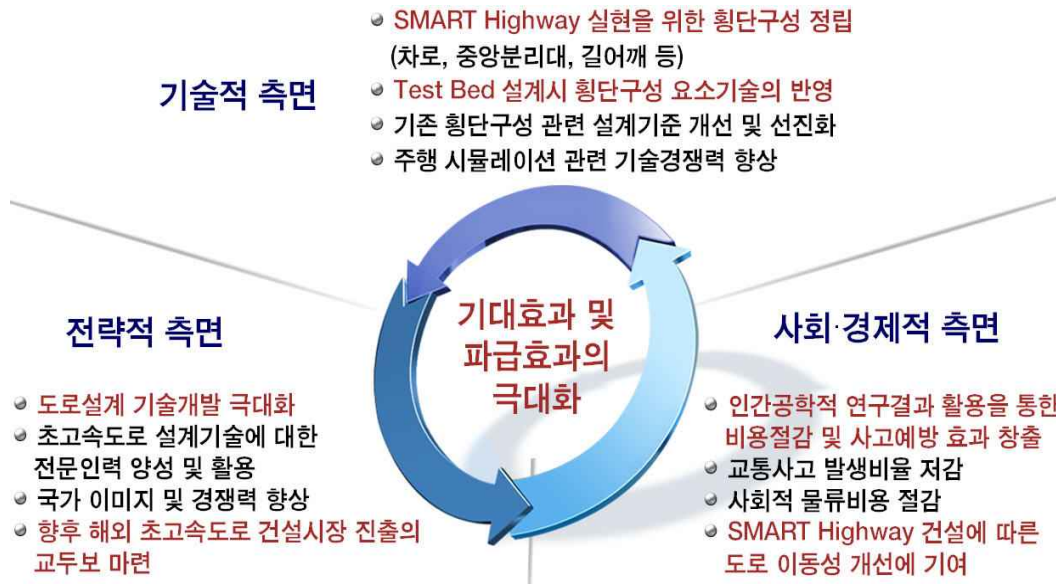 기술적 측면
SMART Highway 실현을 위한 횡단구성 정립
(차로, 중앙분리대, 길어깨 등)
Test Bed 설계시 횡단구성 요소기술의 반영
기존 횡단구성 관련 설계기준 개선 및 선진화
주행 시뮬레이션 관련 기술경쟁력 향상
기대효과 및
파급효과의
극대화
전략적 측면
도로설계 기술개발 극대화
초고속도로 설계기술에 대한
전문인력 양성 및 활용
국가 이미지 및 경쟁력 향상
향후 해외 초고속도로 건설시장 진출의
교두보 마련
사회·경제적 측면
인간공학적 연구결과 활용을 통한
비용절감 및 사고예방 효과 창출
교통사고 발생비율 저감
사회적 물류비용 절감
SMART Highway 건설에 따른
도로 이동성 개선에 기여